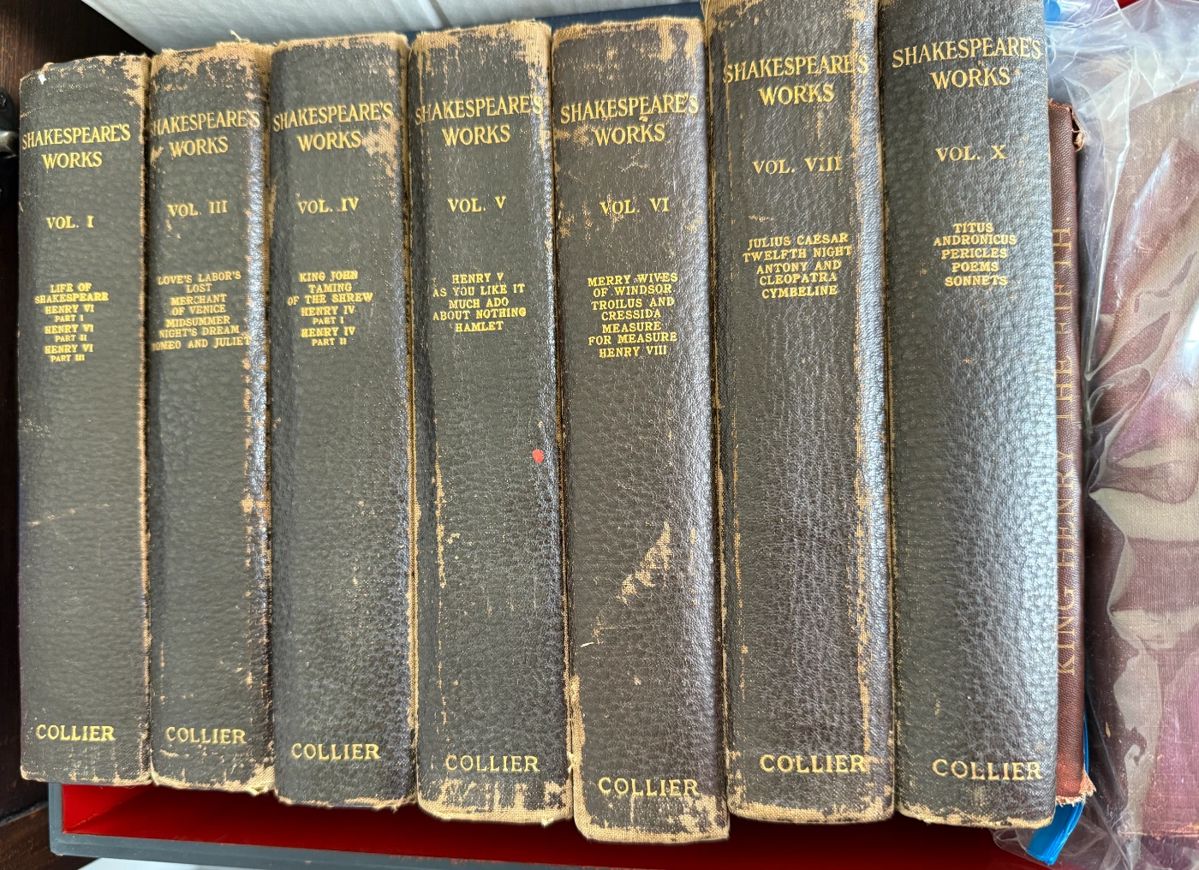 SHAKESPEARE'S
WORKS
VOL. I
LIFE OF
SHAKESPEARE
HENRY VI
PART I
HENRY VI
PART II
HENRY VI
PART III
COLLIER
SHAKESPEARE'S
WORKS
VOL. III
LOVE'S LABOR'S
LOST
MERCHANT
OF VENICE
MIDSUMMER
NIGHT'S DREAM
ROMEO AND JULIET
COLLIER
SHAKESPEARE'S
WORKS
VOL. IV
KING JOHN
TAMING
OF THE SHREW
HENRY IV
PART I
HENRY IV
PART II
COLLIER
SHAKESPEARE'S
WORKS
VOL. V
HENRY V
AS YOU LIKE IT
MUCH ADO
ABOUT NOTHING
HAMLET
COLLIER
SHAKESPEARE'S
WORKS
VOL. VI
MERRY WIVES
OF WINDSOR
TROILUS AND
CRESSIDA
MEASURE
FOR MEASURE
HENRY VIII
COLLIER
SHAKESPEARE'S
WORKS
VOL. VIII
JULIUS CAESAR
TWELFTH NIGHT
ANTONY AND
CLEOPATRA
CYMBELINE
COLLIER
SHAKESPEARE'S
WORKS
VOL. X
TITUS
ANDRONICUS
PERICLES
POEMS
SONNETS
COLLIER
KING HENRY THE FIFTH